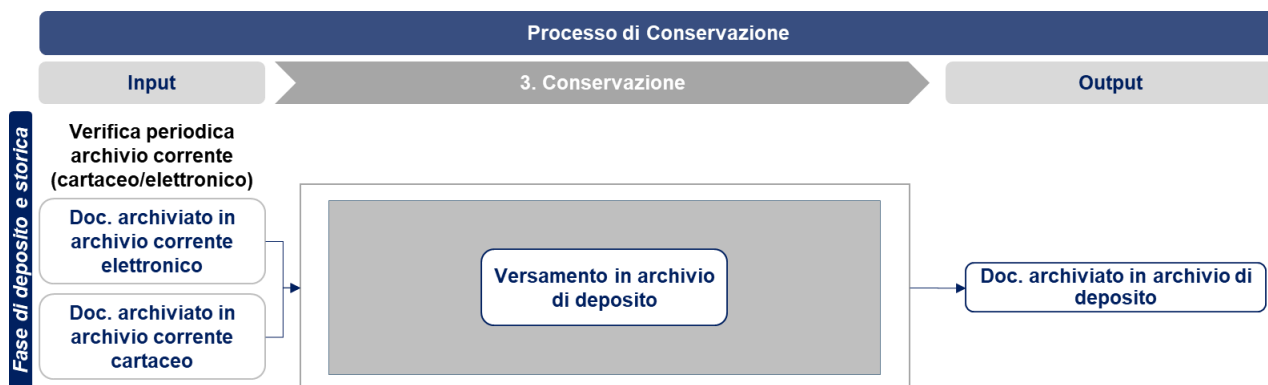 Processo di Conservazione
Input
3. Conservazione
Output
Fase di deposito e storica
Verifica periodica
archivio corrente
(cartaceo/elettronico)
Doc. archiviato in
archivio corrente
elettronico
Doc. archiviato in
archivio corrente
cartaceo
Versamento in archivio
di deposito
Doc. archiviato in archivio di
deposito